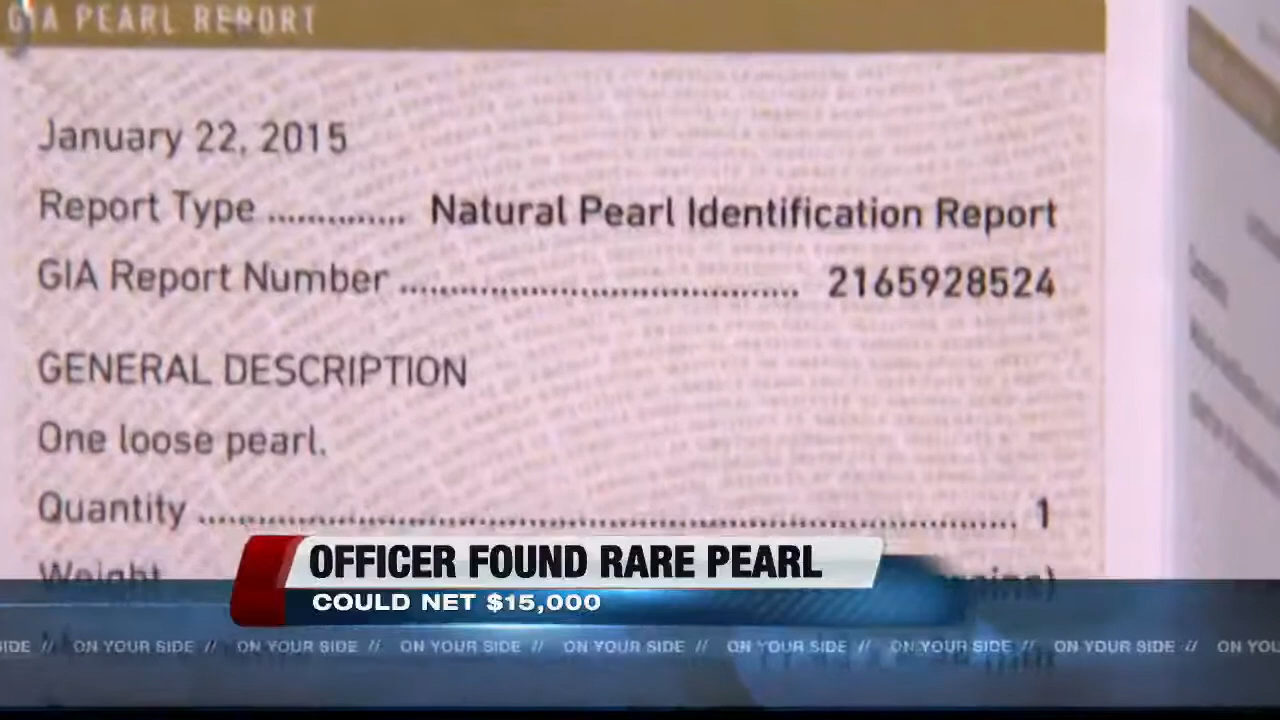 GIA PEARL REPORT
January 22, 2015
Report Type .............. Natural Pearl Identification Report
GIA Report Number ........................................ 2165928524
GENERAL DESCRIPTION
One loose pearl.
Quantity ................................................................................ 1
Weight
OFFICER FOUND RARE PEARL
COULD NET $15,000
SIDE // ON YOUR SIDE // ON YOUR SIDE // ON YOUR SIDE // ON YOUR SIDE // ON YOUR SIDE // ON YOUR SIDE // ON YOUR SIDE // ON YOU